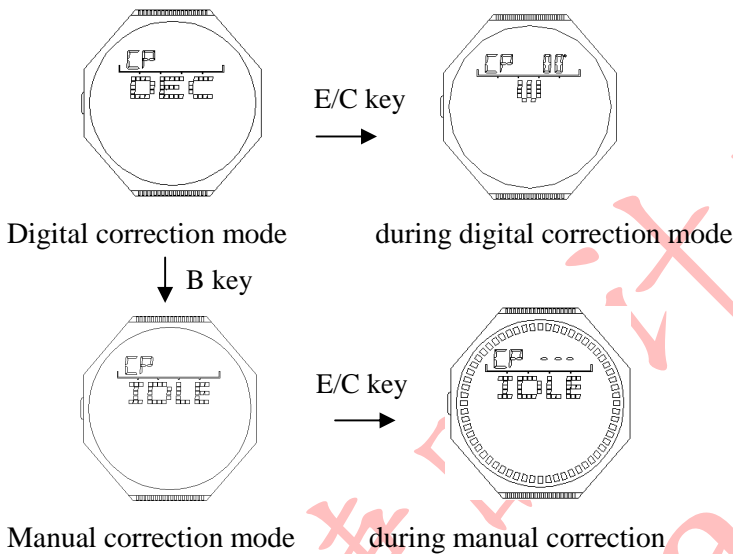 CP
DEC
E/C key
CP 00°
W
Digital correction mode
during digital correction mode
B key
CP
IDLE
E/C key
CP ---
IDLE
Manual correction mode
during manual correction